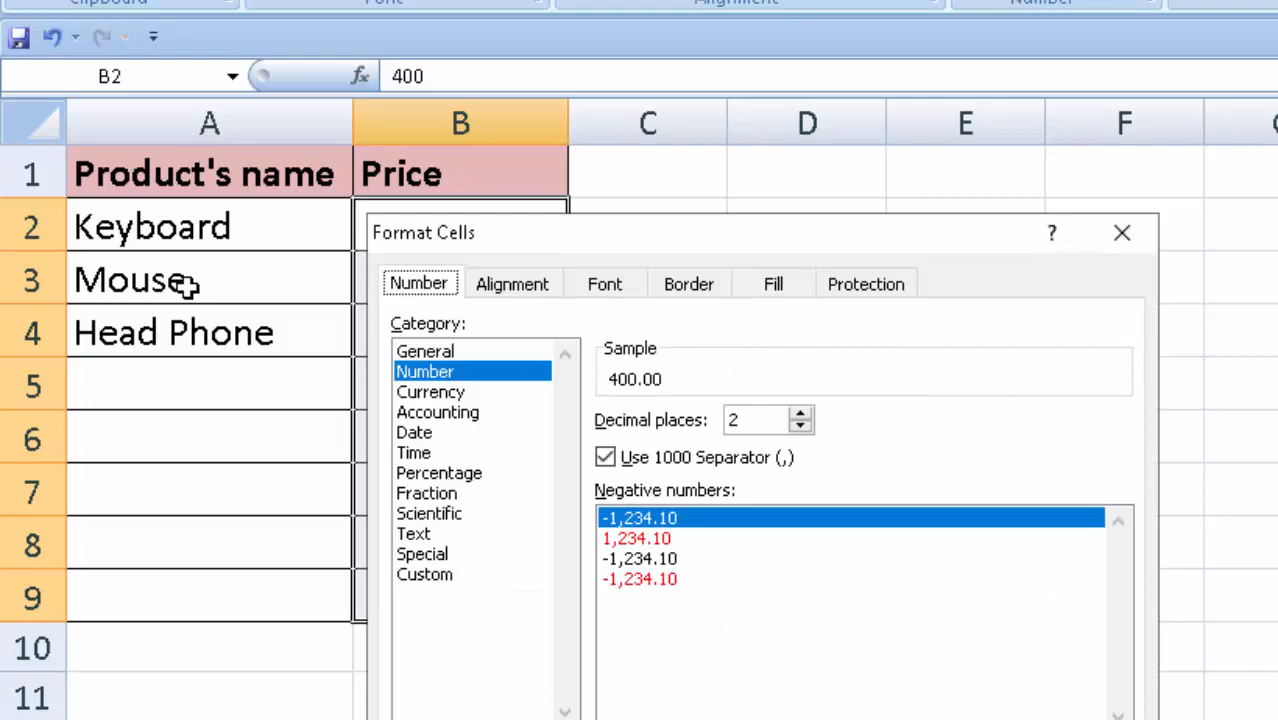 Clipboard Font Alignment Number
B2 fx 400
A B C D E F
1 Product's name Price
2 Keyboard
3 Mouse
4 Head Phone
5
6
7
8
9
10
11
Format Cells ?
Number Alignment Font Border Fill Protection
Category:
General
Number
Currency
Accounting
Date
Time
Percentage
Fraction
Scientific
Text
Special
Custom
Sample
400.00
Decimal places: 2
Use 1000 Separator (,)
Negative numbers:
-1,234.10
1,234.10
-1,234.10
-1,234.10